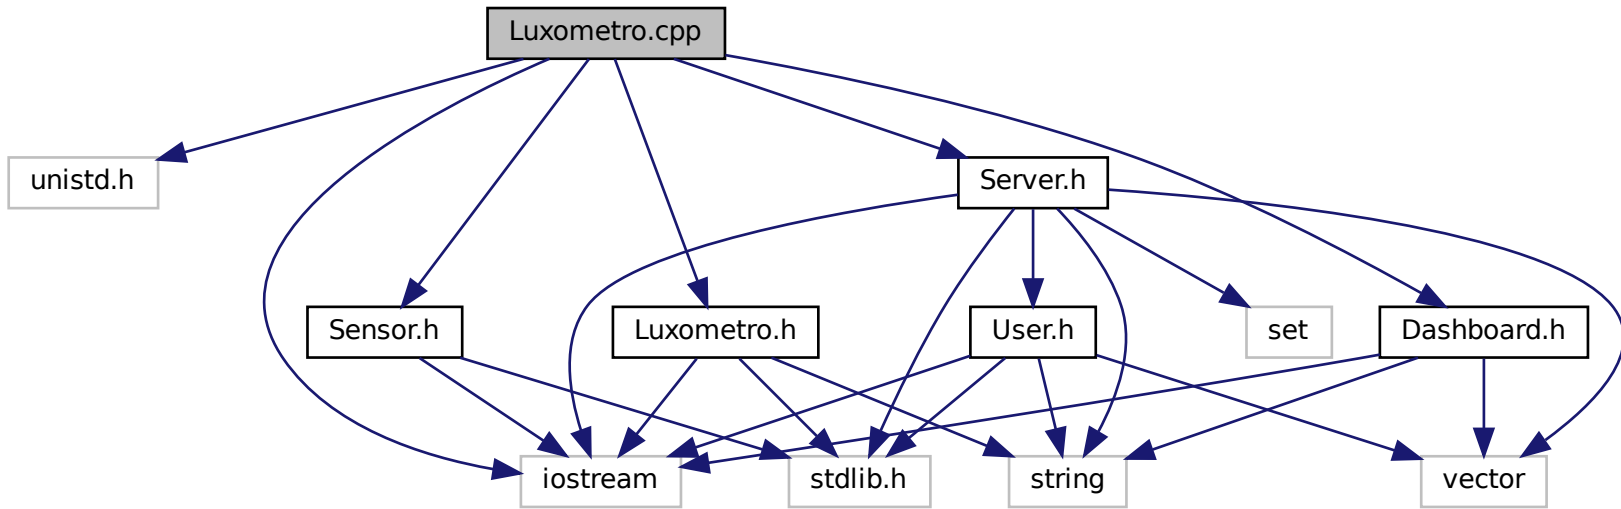 Luxometro.cpp
unistd.h
Server.h
Sensor.h
Luxometro.h
User.h
set
Dashboard.h
iostream
stdlib.h
string
vector